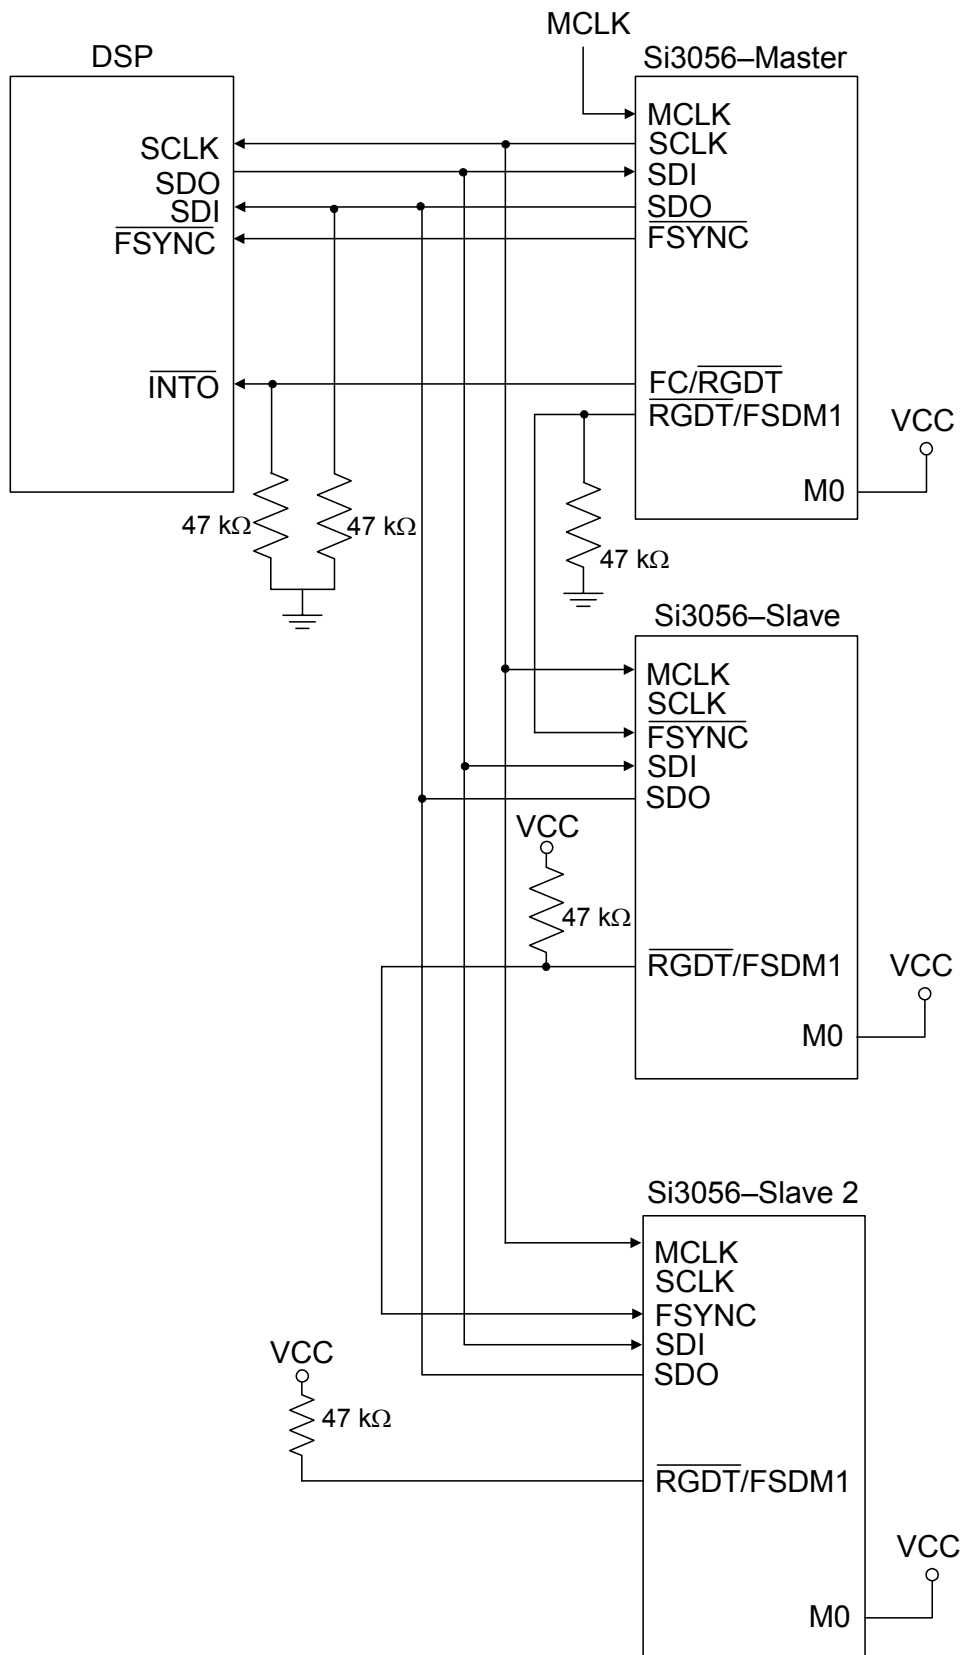 MCLK
DSP
Si3056–Master
SCLK
SDO
SDI
FSYNC
INTO
MCLK
SCLK
SDI
SDO
FSYNC
FC/RGDT
RGDT/FSDM1
M0
VCC
47 kΩ
47 kΩ
47 kΩ
Si3056–Slave
MCLK
SCLK
FSYNC
SDI
SDO
VCC
47 kΩ
RGDT/FSDM1
M0
VCC
Si3056–Slave 2
MCLK
SCLK
FSYNC
SDI
SDO
VCC
47 kΩ
RGDT/FSDM1
M0
VCC